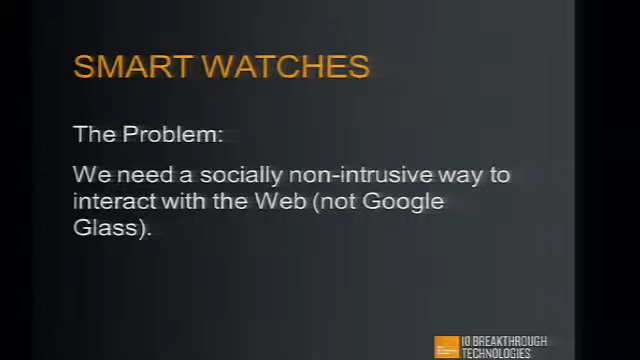 SMART WATCHES
The Problem:
We need a socially non-intrusive way to
interact with the Web (not Google
Glass).
10 BREAKTHROUGH
TECHNOLOGIES